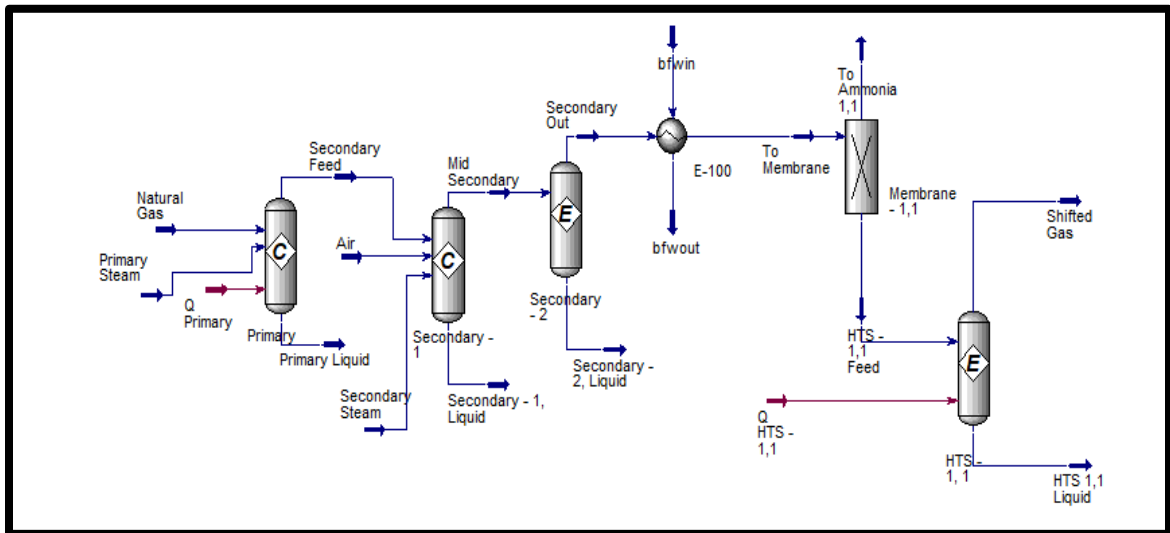 Natural
Gas
Primary
Steam
Q
Primary
C
Primary
Primary Liquid
Secondary
Feed
Air
Secondary
Steam
C
Secondary -
1
Secondary - 1,
Liquid
Mid
Secondary
E
Secondary
- 2
Secondary -
2, Liquid
Secondary
Out
bfwin
E-100
bfwout
To
Membrane
To
Ammonia
1,1
Membrane
- 1,1
HTS -
1,1
Feed
Q
HTS -
1,1
E
HTS -
1, 1
Shifted
Gas
HTS 1,1
Liquid